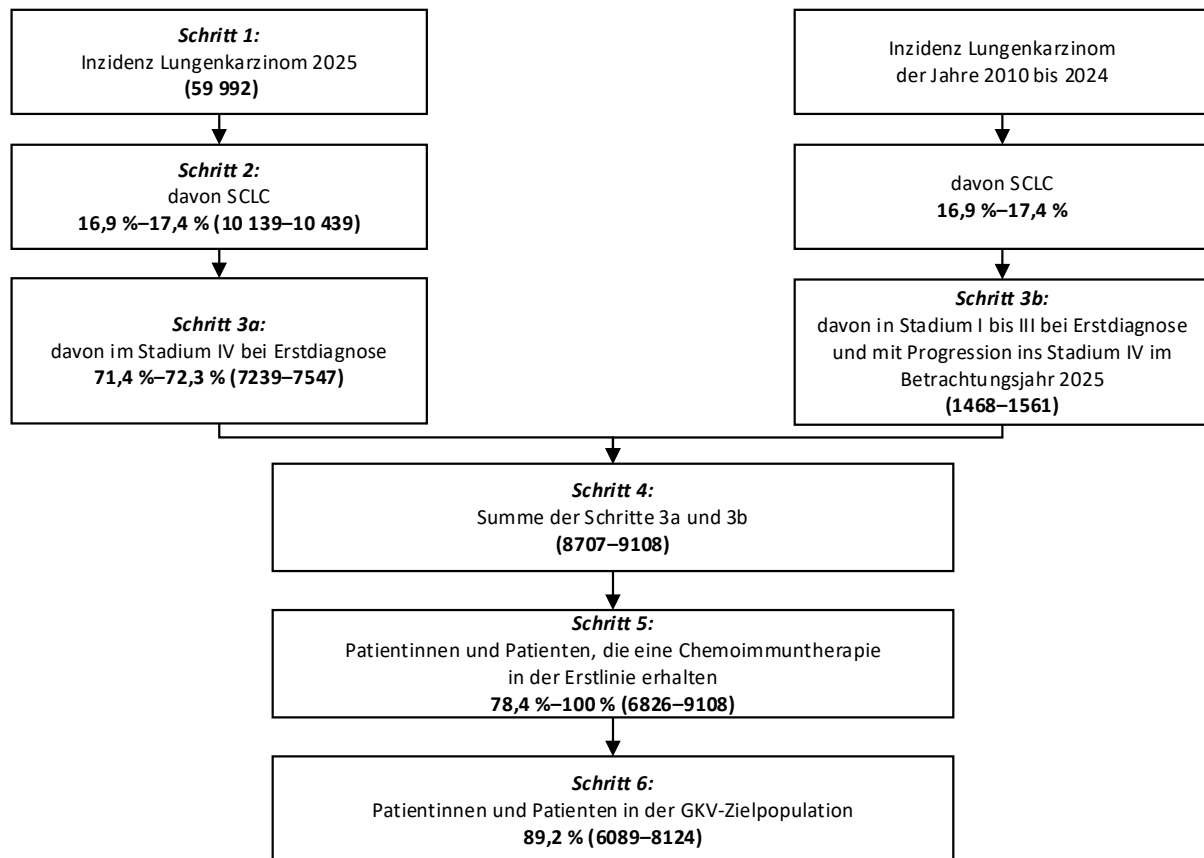 Schritt 1:
Inzidenz Lungenkarzinom 2025
(59 992)
Inzidenz Lungenkarzinom
der Jahre 2010 bis 2024
Schritt 2:
davon SCLC
16,9 %–17,4 % (10 139–10 439)
davon SCLC
16,9 %–17,4 %
Schritt 3a:
davon im Stadium IV bei Erstdiagnose
71,4 %–72,3 % (7239–7547)
Schritt 3b:
davon in Stadium I bis III bei Erstdiagnose
und mit Progression ins Stadium IV im
Betrachtungsjahr 2025
(1468–1561)
Schritt 4:
Summe der Schritte 3a und 3b
(8707–9108)
Schritt 5:
Patientinnen und Patienten, die eine Chemoimmuntherapie
in der Erstlinie erhalten
78,4 %–100 % (6826–9108)
Schritt 6:
Patientinnen und Patienten in der GKV-Zielpopulation
89,2 % (6089–8124)